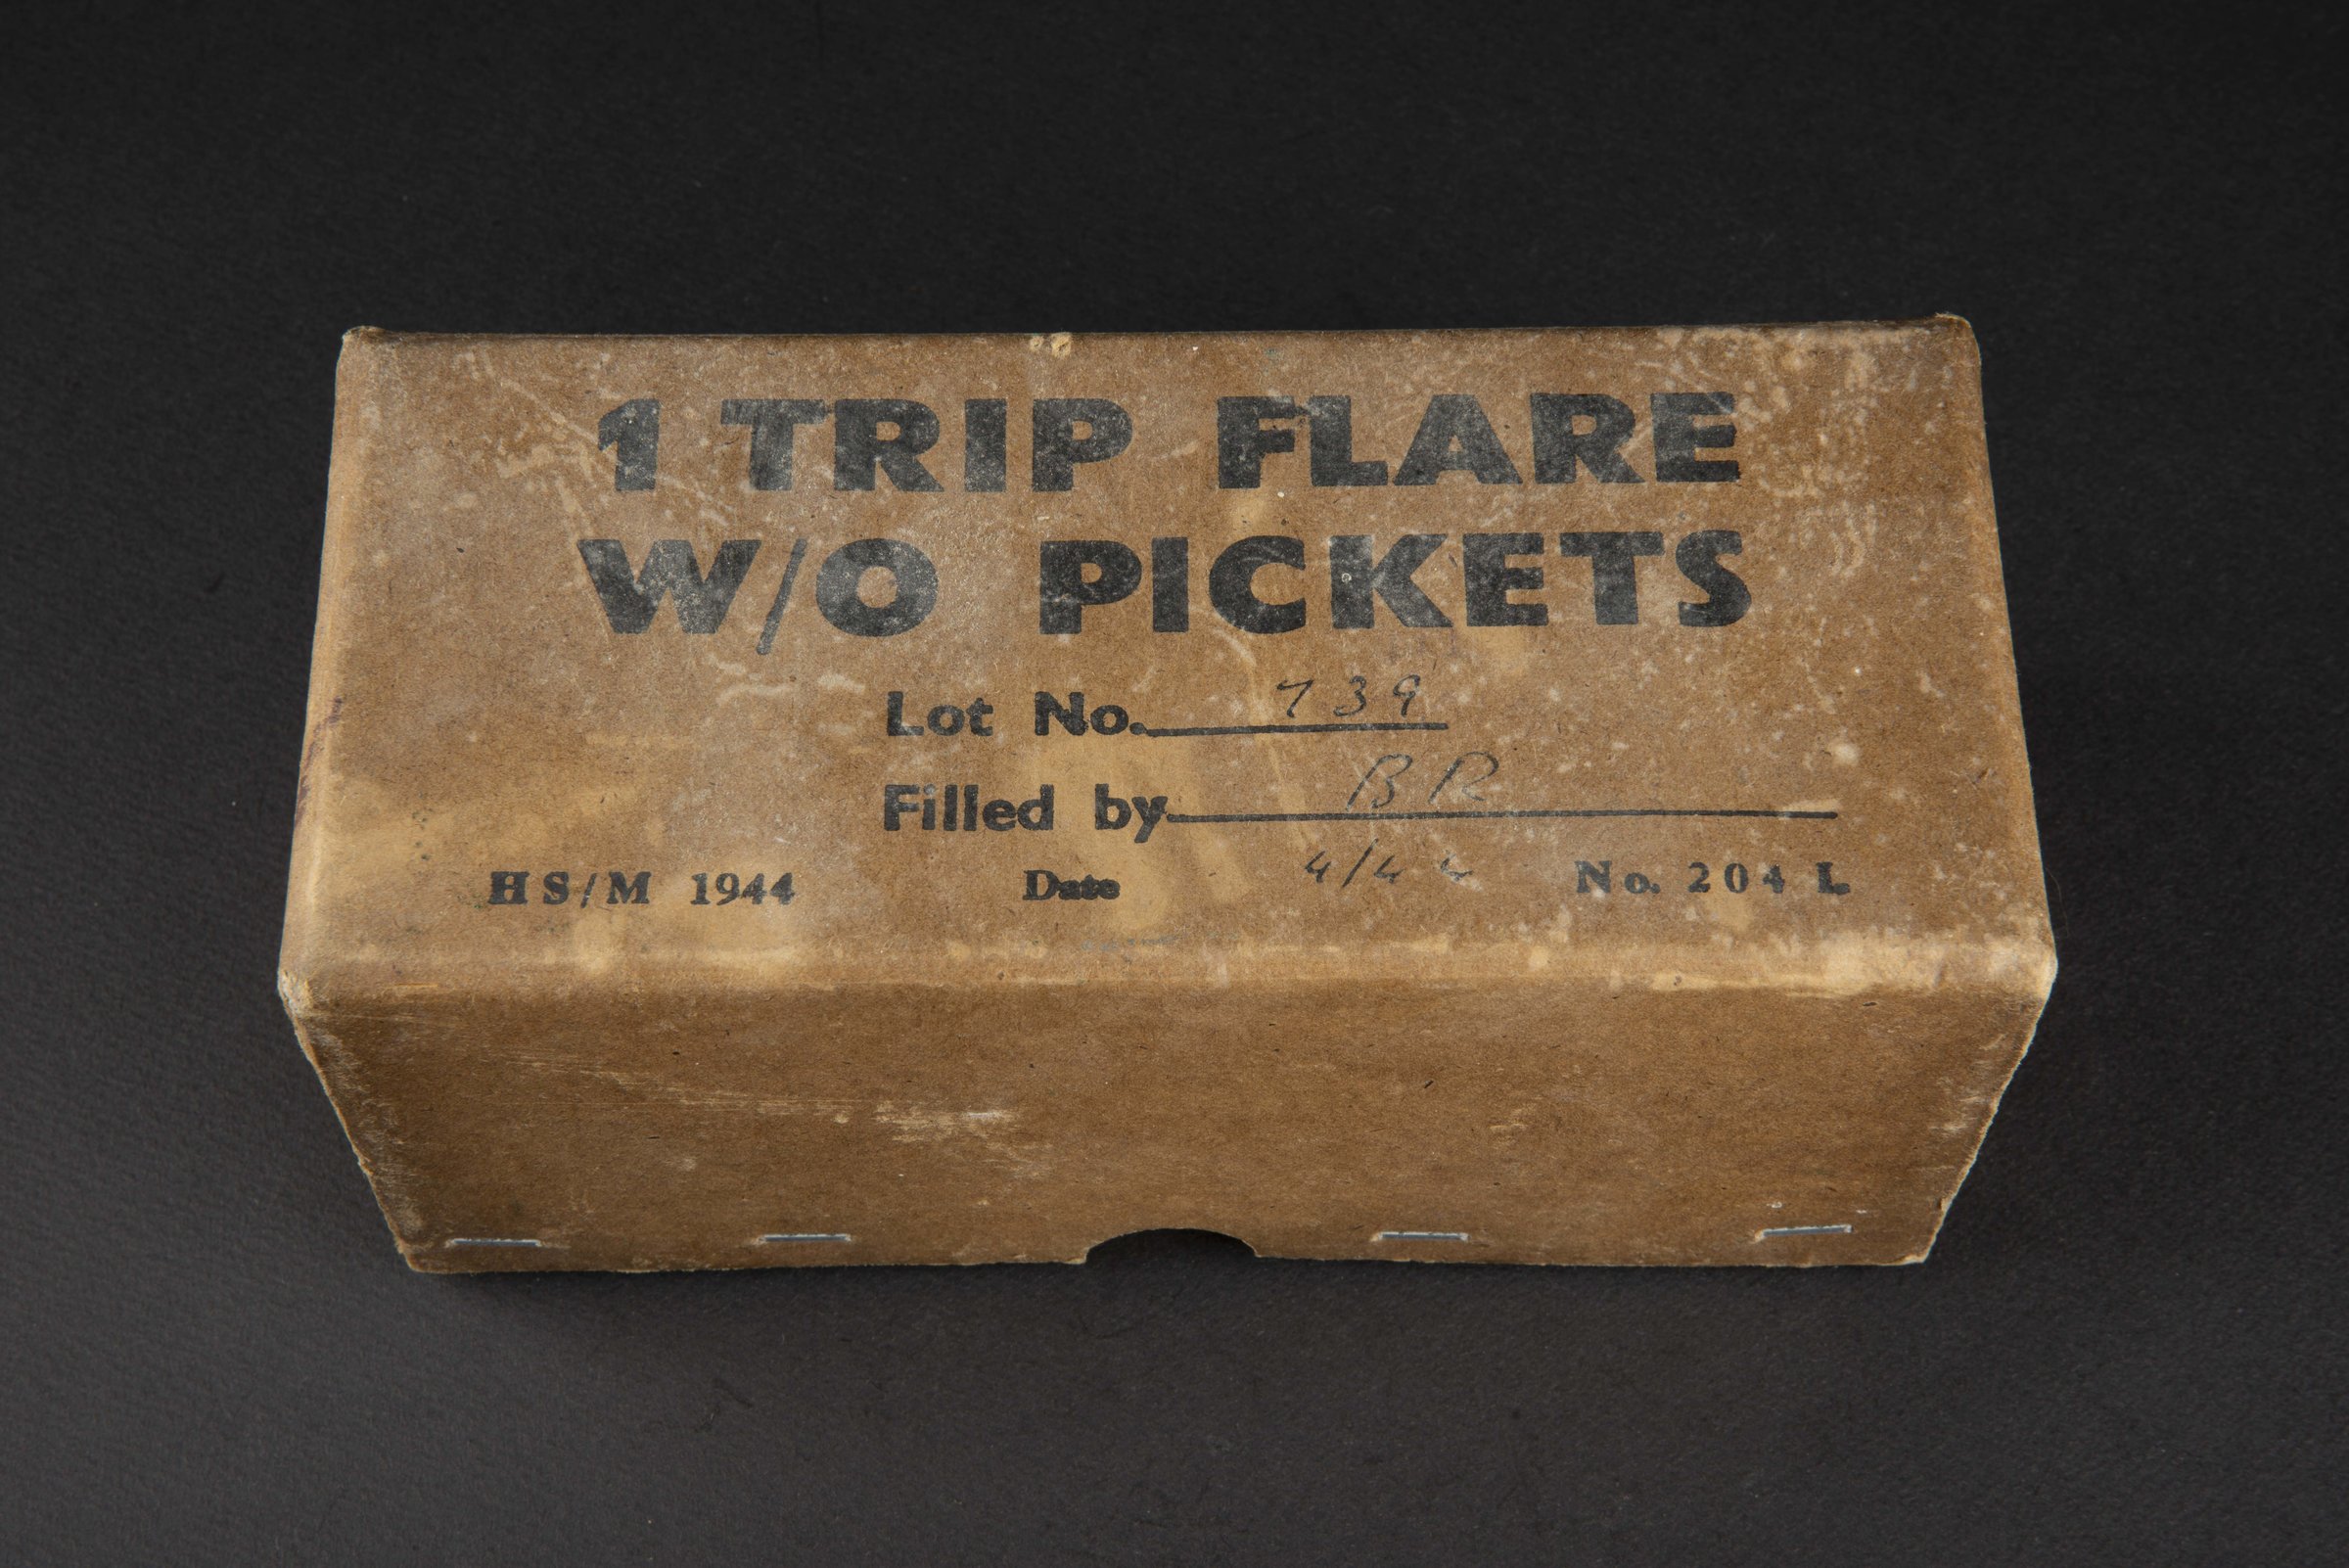 1 TRIP FLARE
W/O PICKETS
Lot No. 739
Filled by BR
HS/M 1944 Date 4/44 No. 204 L